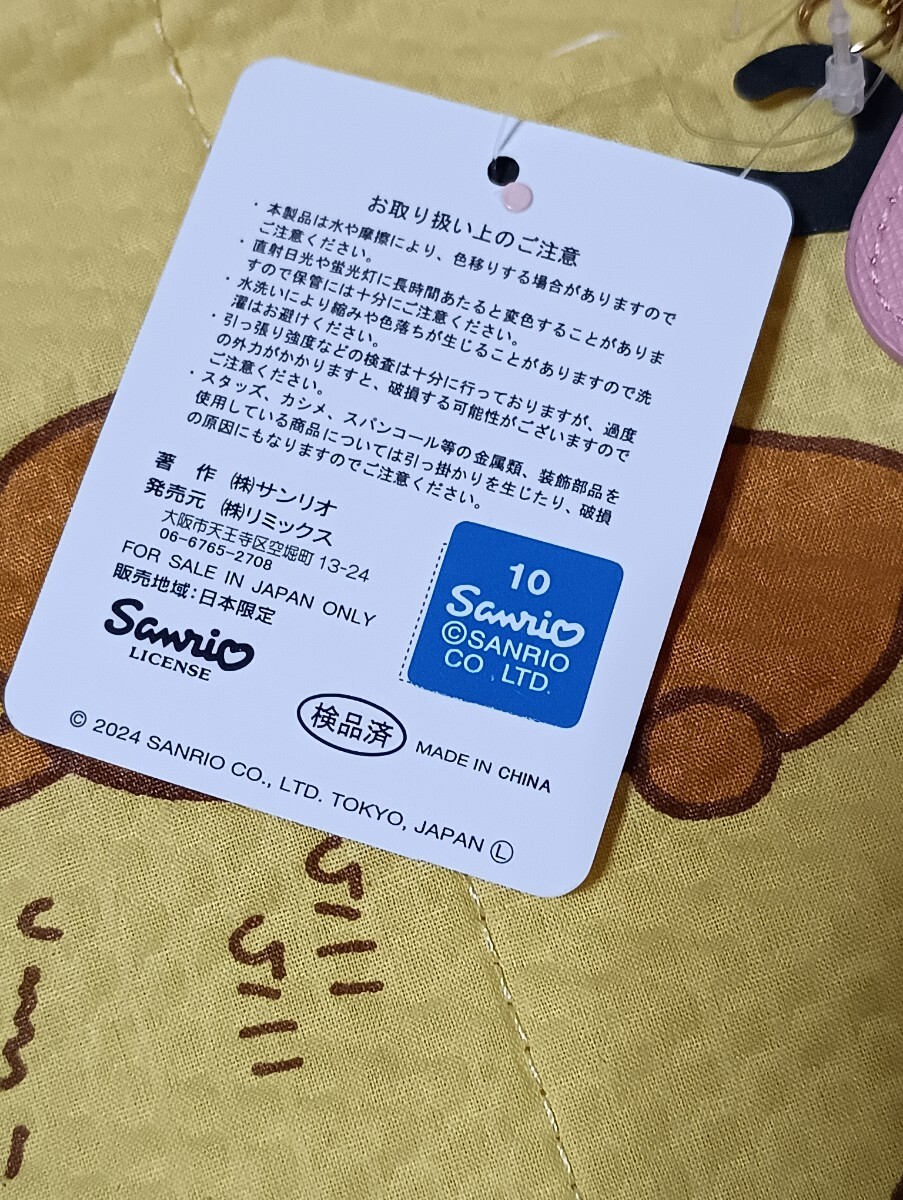 お取り扱い上のご注意
・本製品は水や摩擦により、色移りする場合がありますので
ご注意ください。
・直射日光や蛍光灯に長時間あたると変色することがありま
すので保管には十分にご注意ください。
・水洗いにより縮みや色落ちが生じることがありますので洗
濯はお避けください。
・引っ張り強度などの検査は十分に行っておりますが、過度
の外力がかかりますと、破損する可能性がございますので
ご注意ください。
・スタッズ、カシメ、スパンコール等の金属類、装飾部品を
使用している商品については引っ掛かりを生じたり、破損
の原因にもなりますのでご注意ください。
著 作 ㈱サンリオ
発売元 ㈱リミックス
大阪市天王寺区空堀町 13-24
06-6765-2708
FOR SALE IN JAPAN ONLY
販売地域:日本限定
Sanrio
LICENSE
10
Sanrio
©SANRIO
CO LTD.
検品済
MADE IN CHINA
© 2024 SANRIO CO., LTD. TOKYO, JAPAN Ⓛ